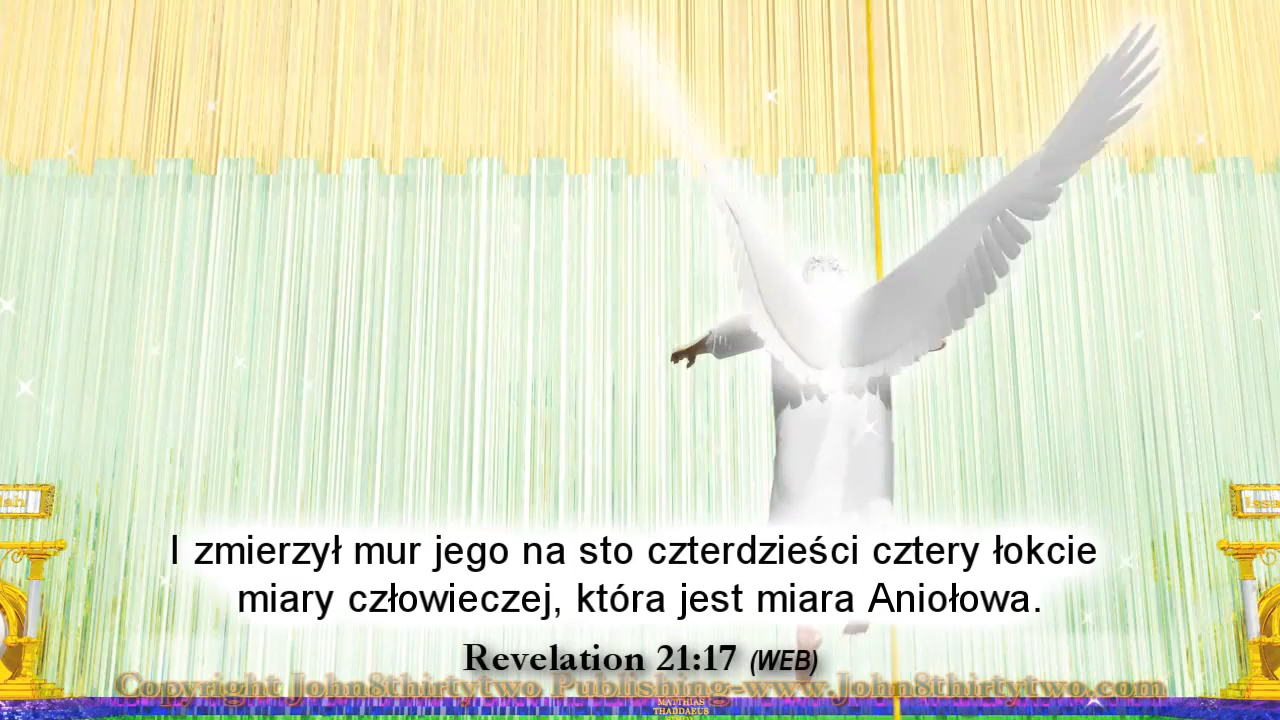 I zmierzył mur jego na sto czterdzieści cztery łokcie
miary człowieczej, która jest miara Aniołowa.
Revelation 21:17 (WEB)
Copyright John8thirtytwo Publishing-www.John8thirtytwo.com
MATTHIAS
THADDAEUS